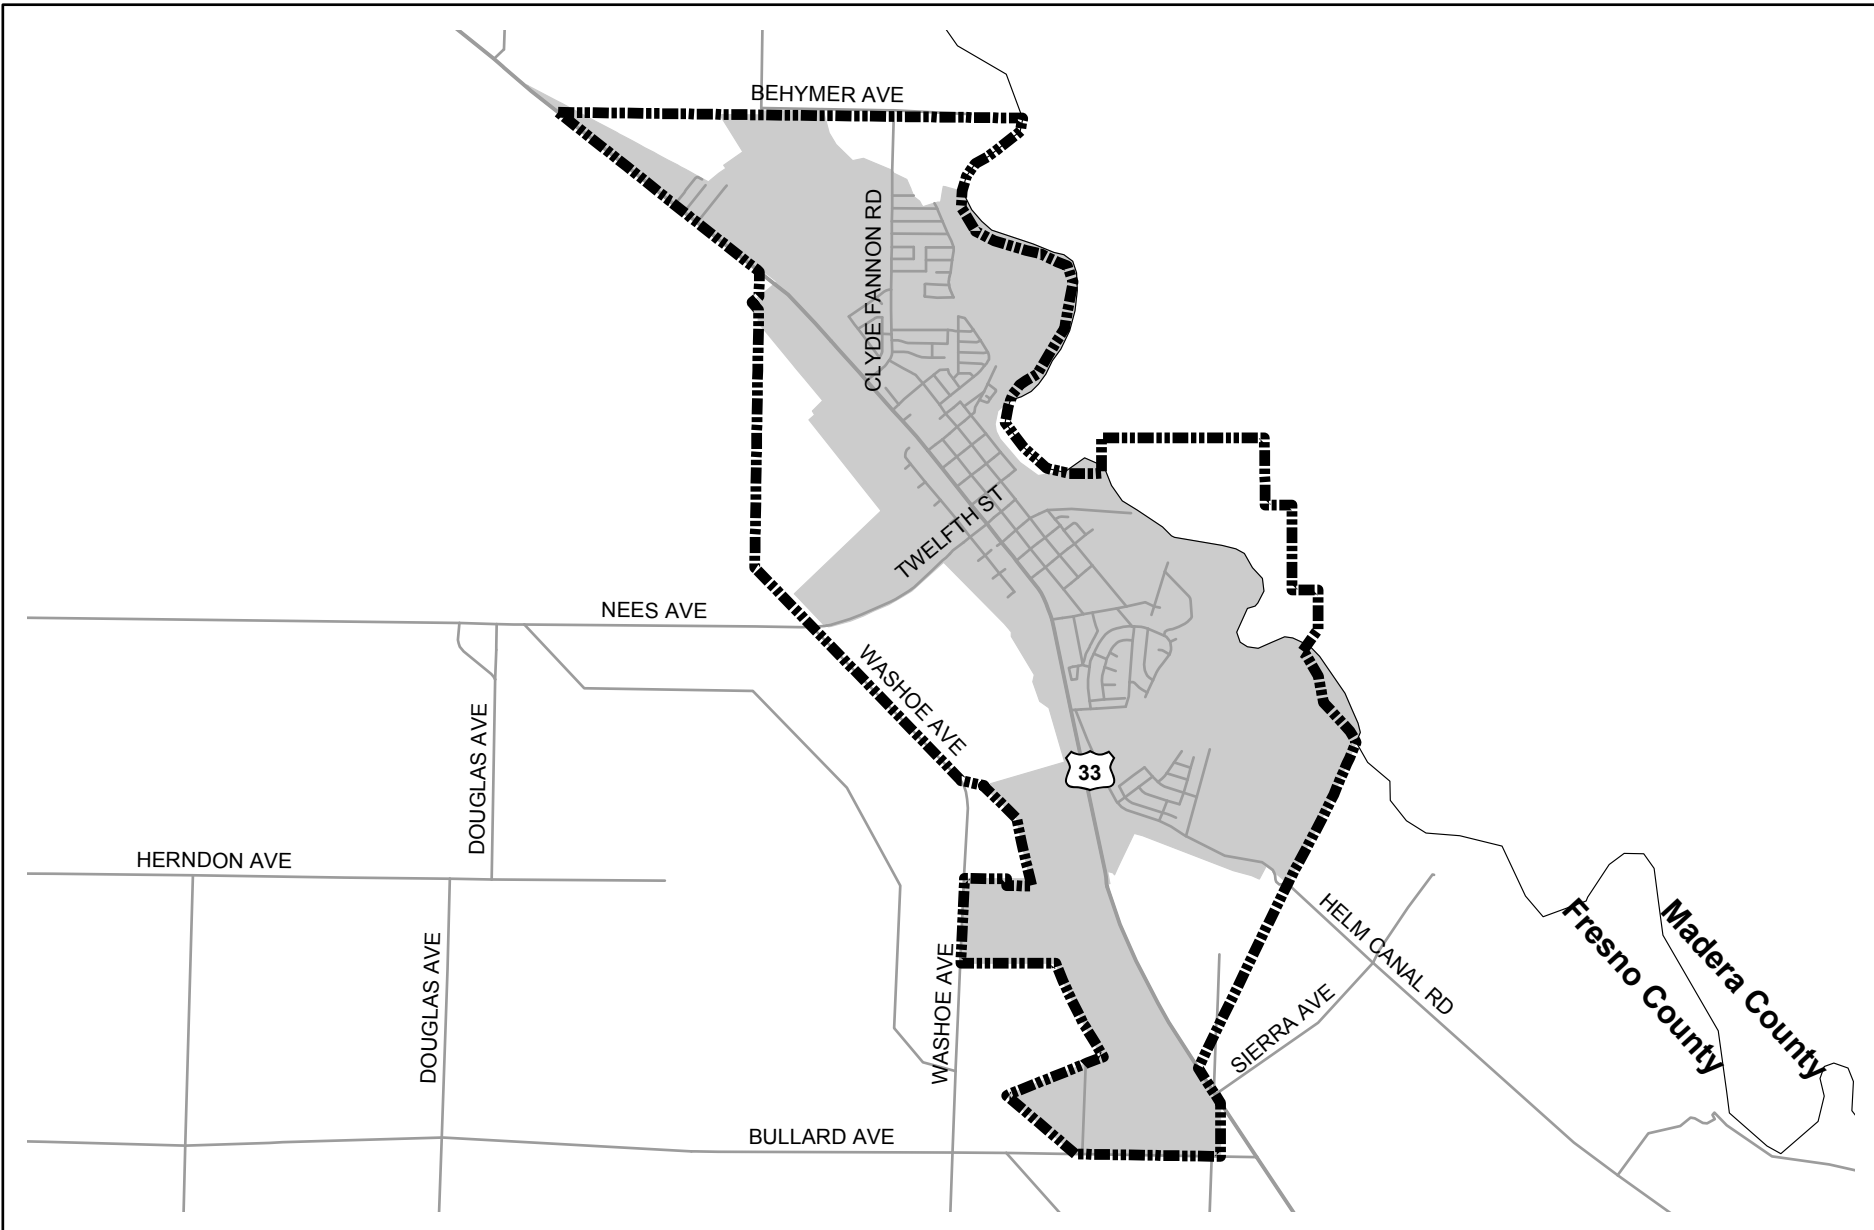 BEHYMER AVE
CLYDE FANNON RD
TWELFTH ST
NEES AVE
WASHOE AVE
DOUGLAS AVE
33
HERNDON AVE
HELM CANAL RD
Fresno County
Madera County
DOUGLAS AVE
WASHOE AVE
SIERRA AVE
BULLARD AVE